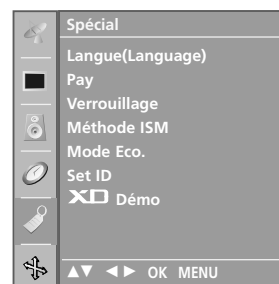 Spécial
Langue(Language)
Pay
Verrouillage
Méthode ISM
Mode Eco.
Set ID
XD Démo
▲▼ ◄► OK MENU